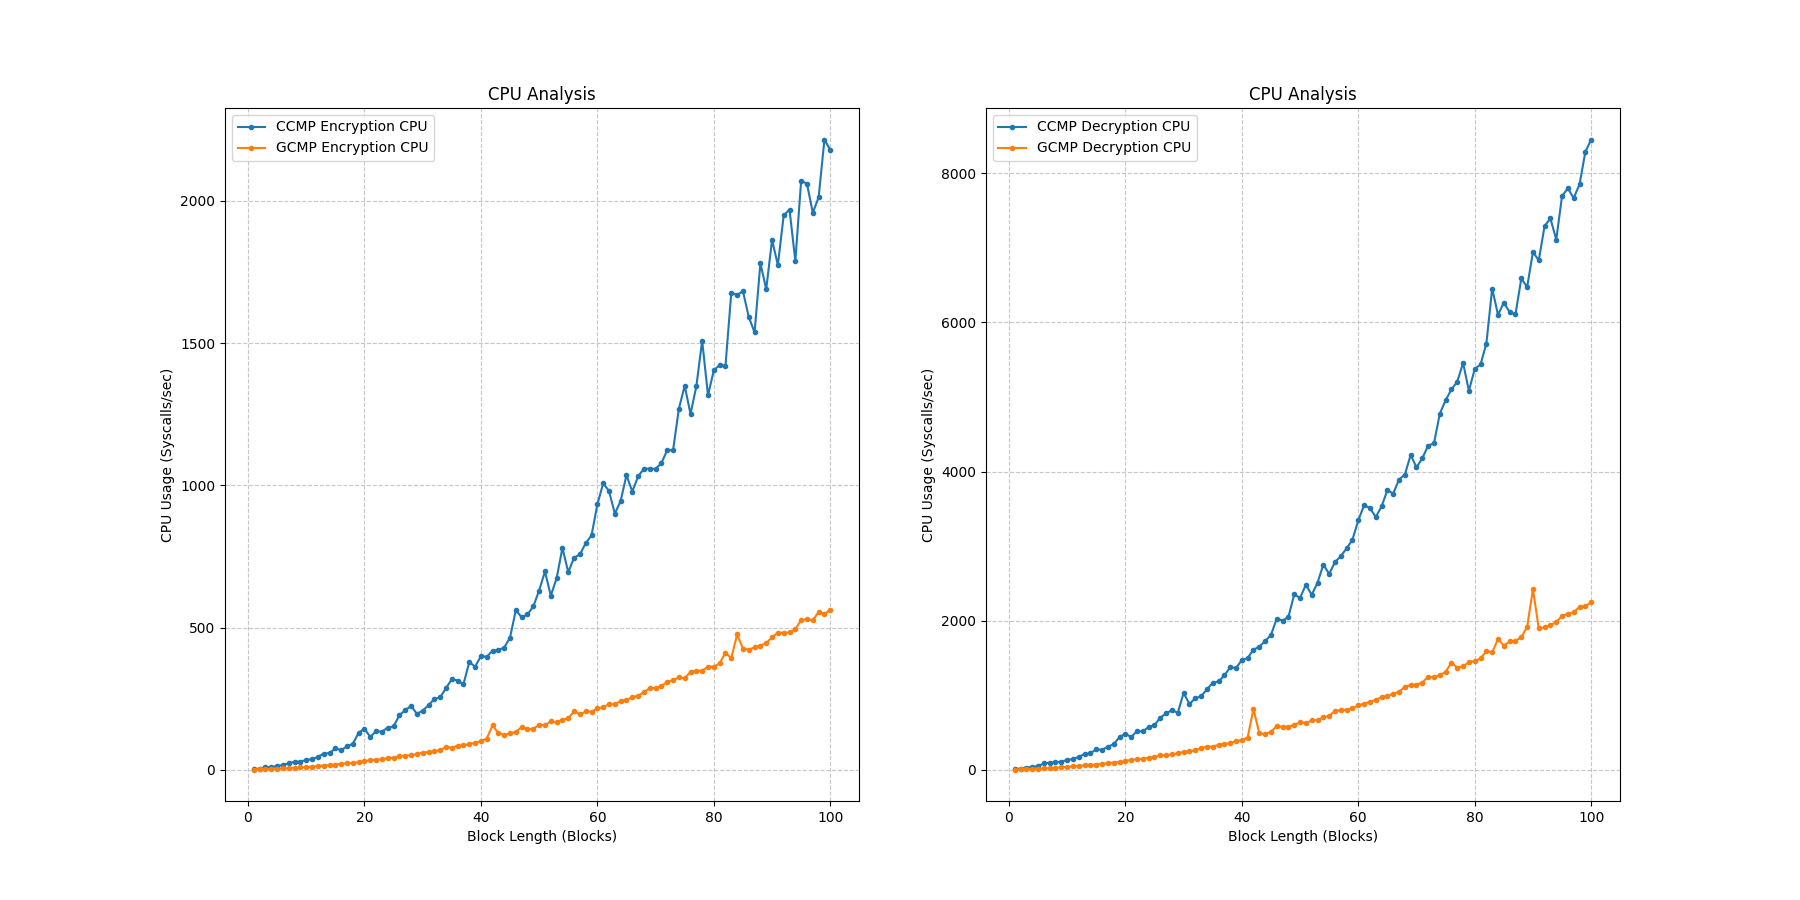 CPU Analysis
CCMP Encryption CPU
GCMP Encryption CPU
CPU Usage (Syscalls/sec)
2000
1500
1000
500
0
0 20 40 60 80 100
Block Length (Blocks)
CPU Analysis
CCMP Decryption CPU
GCMP Decryption CPU
CPU Usage (Syscalls/sec)
8000
6000
4000
2000
0
0 20 40 60 80 100
Block Length (Blocks)